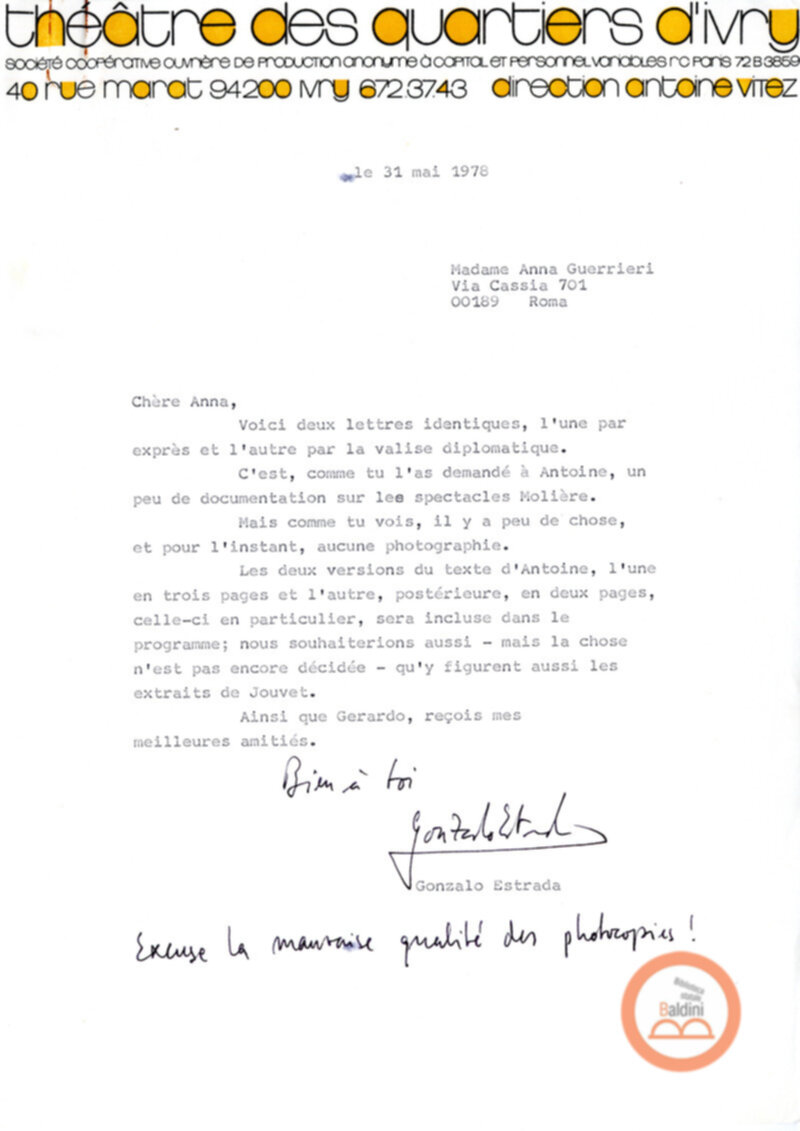 théâtre des quartiers d'ivry
société coopérative ouvrière de production anonyme à capital et personnel variables rc paris 72B3859
40 rue marat 94200 ivry 672.37.43 direction antoine vitez
le 31 mai 1978
Madame Anna Guerrieri
Via Cassia 701
00189 Roma
Chère Anna,
Voici deux lettres identiques, l'une par
exprès et l'autre par la valise diplomatique.
C'est, comme tu l'as demandé à Antoine, un
peu de documentation sur les spectacles Molière.
Mais comme tu vois, il y a peu de chose,
et pour l'instant, aucune photographie.
Les deux versions du texte d'Antoine, l'une
en trois pages et l'autre, postérieure, en deux pages,
celle-ci en particulier, sera incluse dans le
programme; nous souhaiterions aussi - mais la chose
n'est pas encore décidée - qu'y figurent aussi les
extraits de Jouvet.
Ainsi que Gerardo, reçois mes
meilleures amitiés.
Bien à toi
Gonzalo Estrada
Gonzalo Estrada
Excuse la mauvaise qualité des photocopies !
Biblioteca
statale
Baldini